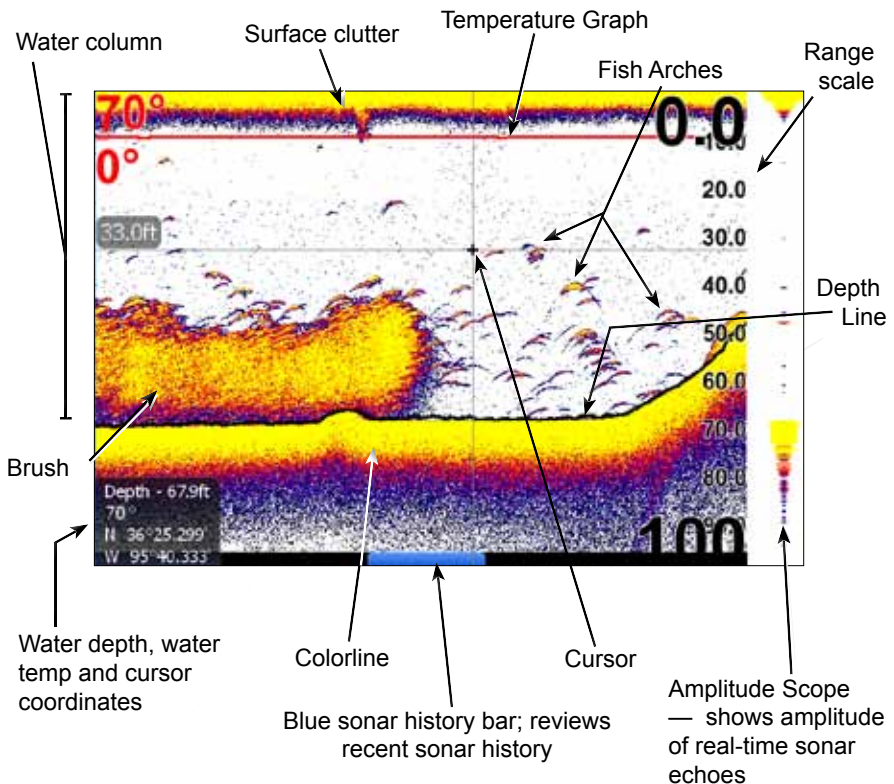 Water column
Surface clutter
Temperature Graph
Fish Arches
Range
scale
70°
0°
0.0
10.0
20.0
33.0ft
30.0
40.0
Depth
Line
50.0
60.0
70.0
80.0
100
Brush
Depth - 67.9ft
70°
N 36°25.299'
W 95°40.333'
Water depth, water
temp and cursor
coordinates
Colorline
Cursor
Blue sonar history bar; reviews
recent sonar history
Amplitude Scope
— shows amplitude
of real-time sonar
echoes